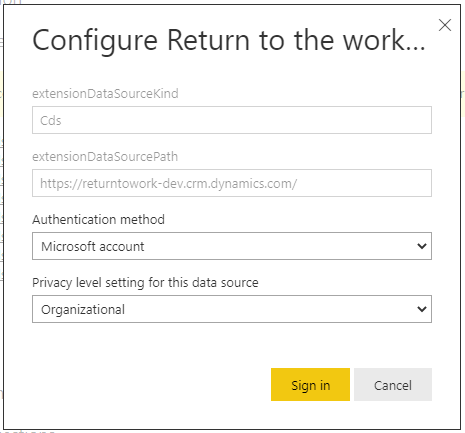 Configure Return to the work...
extensionDataSourceKind
Cds
extensionDataSourcePath
https://returntowork-dev.crm.dynamics.com/
Authentication method
Microsoft account
Privacy level setting for this data source
Organizational
Sign in
Cancel